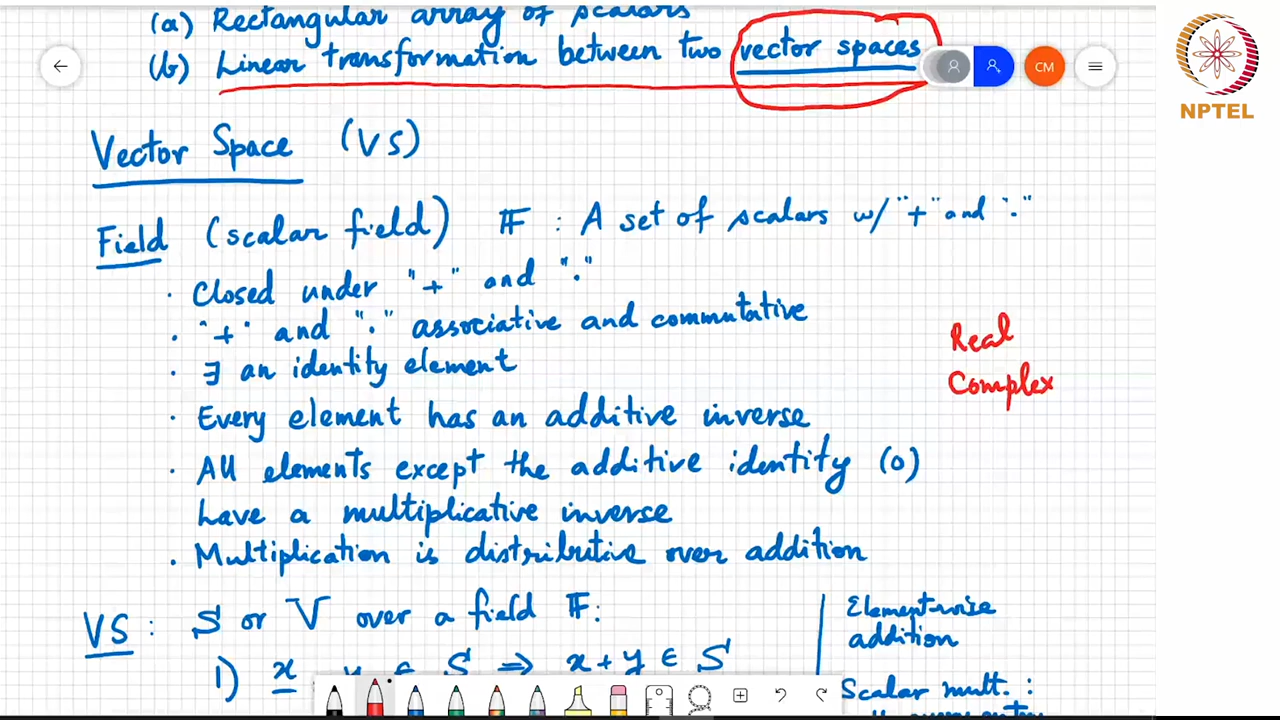 (a) Rectangular array of scalars
(b) Linear transformation between two vector spaces
CM
NPTEL
Vector Space (VS)
Field (scalar field) 𝔽 : A set of scalars w/ "+" and "·"
· Closed under "+" and "·"
· "+" and "·" associative and commutative
· ∃ an identity element
· Every element has an additive inverse
· All elements except the additive identity (0)
have a multiplicative inverse
· Multiplication is distributive over addition
Real
Complex
VS : S or V over a field 𝔽:
1) x, y ∈ S ⇒ x + y ∈ S
Element-wise
addition
Scalar mult. :